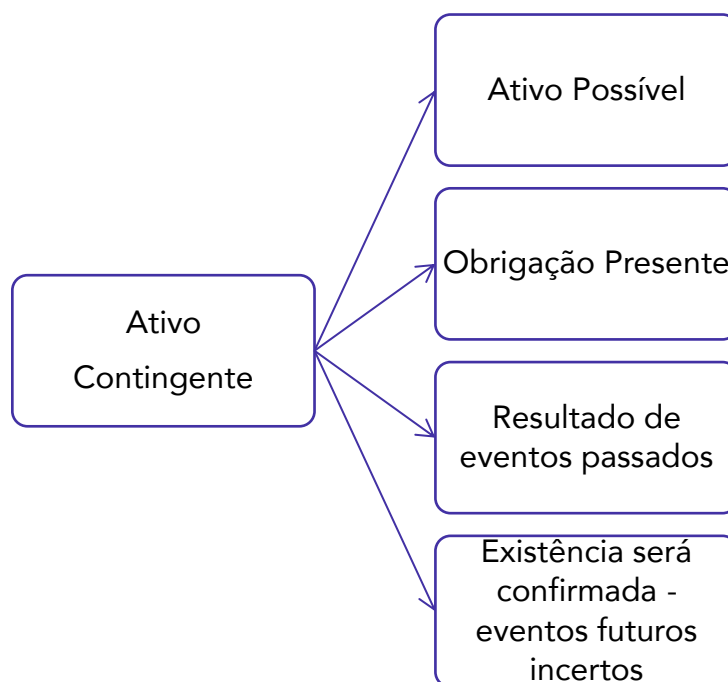 Ativo Possível
Obrigação Presente
Ativo
Contingente
Resultado de
eventos passados
Existência será
confirmada -
eventos futuros
incertos